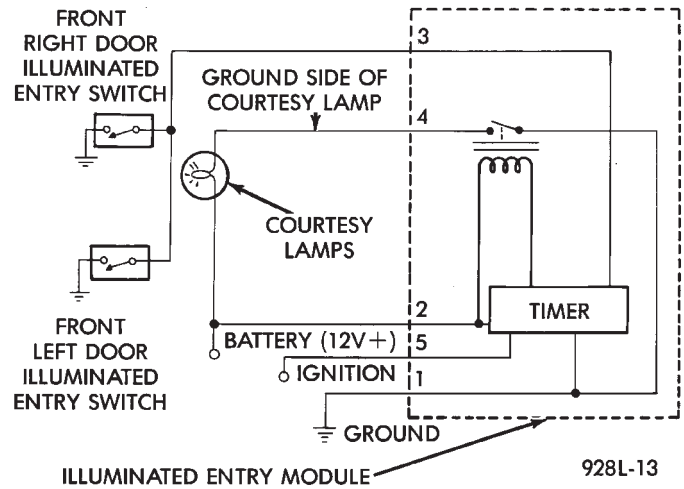 FRONT
RIGHT DOOR
ILLUMINATED
ENTRY SWITCH
3
GROUND SIDE OF
COURTESY LAMP
4
COURTESY
LAMPS
2
TIMER
BATTERY (12V+) 5
FRONT
LEFT DOOR
ILLUMINATED
ENTRY SWITCH
IGNITION
1
GROUND
ILLUMINATED ENTRY MODULE
928L-13